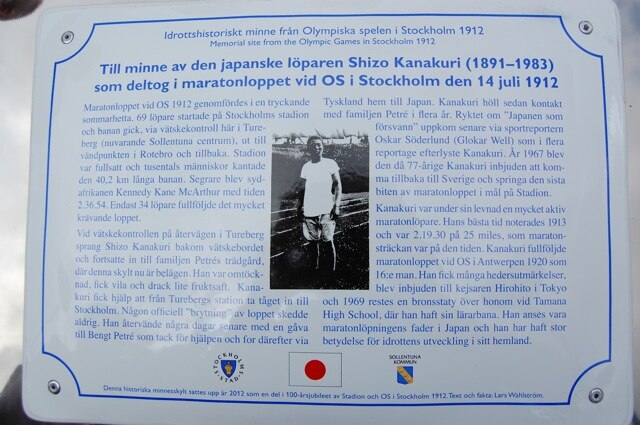 Idrottshistoriskt minne från Olympiska spelen i Stockholm 1912
Memorial site from the Olympic Games in Stockholm 1912
Till minne av den japanske löparen Shizo Kanakuri (1891–1983)
som deltog i maratonloppet vid OS i Stockholm den 14 juli 1912
Maratonloppet vid OS 1912 genomfördes i en tryckande
sommarhetta. 69 löpare startade på Stockholms stadion
och banan gick, via vätskekontroll här i Ture-
berg (nuvarande Sollentuna centrum), ut till
vändpunkten i Rotebro och tillbaka. Stadion
var fullsatt och tusentals människor kantade
den 40,2 km långa banan. Segrare blev syd-
afrikanen Kennedy Kane McArthur med tiden
2.36.54. Endast 34 löpare fullföljde det mycket
krävande loppet.
Vid vätskekontrollen på återvägen i Tureberg
sprang Shizo Kanakuri bakom vätskebordet
och fortsatte in till familjen Petrés trädgård,
där denna skylt nu är belägen. Han var omtöck-
nad, fick vila och drack lite fruktsaft. Kana-
kuri fick hjälp att från Turebergs station ta tåget in till
Stockholm. Någon officiell "brytning" av loppet skedde
aldrig. Han återvände några dagar senare med en gåva
till Bengt Petré som tack för hjälpen och for därefter via
Tyskland hem till Japan. Kanakuri höll sedan kontakt
med familjen Petré i flera år. Ryktet om "Japanen som
försvann" uppkom senare via sportreportern
Oskar Söderlund (Glokar Well) som i flera
reportage efterlyste Kanakuri. År 1967 blev
den då 77-årige Kanakuri inbjuden att kom-
ma tillbaka till Sverige och springa den sista
biten av maratonloppet i mål på Stadion.
Kanakuri var under sin levnad en mycket aktiv
maratonlöpare. Hans bästa tid noterades 1913
och var 2.19.30 på 25 miles, som maraton-
sträckan var på den tiden. Kanakuri fullföljde
maratonloppet vid OS i Antwerpen 1920 som
16:e man. Han fick många hedersutmärkelser,
blev inbjuden till kejsaren Hirohito i Tokyo
och 1969 restes en bronsstaty över honom vid Tamana
High School, där han haft sin lärarbana. Han anses vara
maratonlöpningens fader i Japan och han har haft stor
betydelse för idrottens utveckling i sitt hemland.
STOCKHOLMS
STAD
SOLLENTUNA
KOMMUN
Denna historiska minnesskylt sattes upp år 2012 som en del i 100-årsjubileet av Stadion och OS i Stockholm 1912. Text och fakta: Lars Wahlström.